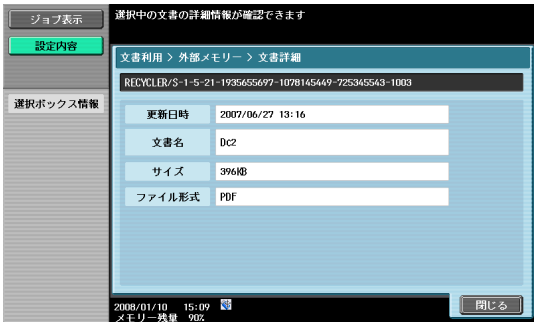 ジョブ表示
選択中の文書の詳細情報が確認できます
設定内容
文書利用 > 外部メモリー > 文書詳細
RECYCLER/S-1-5-21-1935655697-1078145449-725345543-1003
選択ボックス情報
更新日時 2007/06/27 13:16
文書名 Dc2
サイズ 396KB
ファイル形式 PDF
2008/01/10 15:09
メモリー残量 90%
閉じる